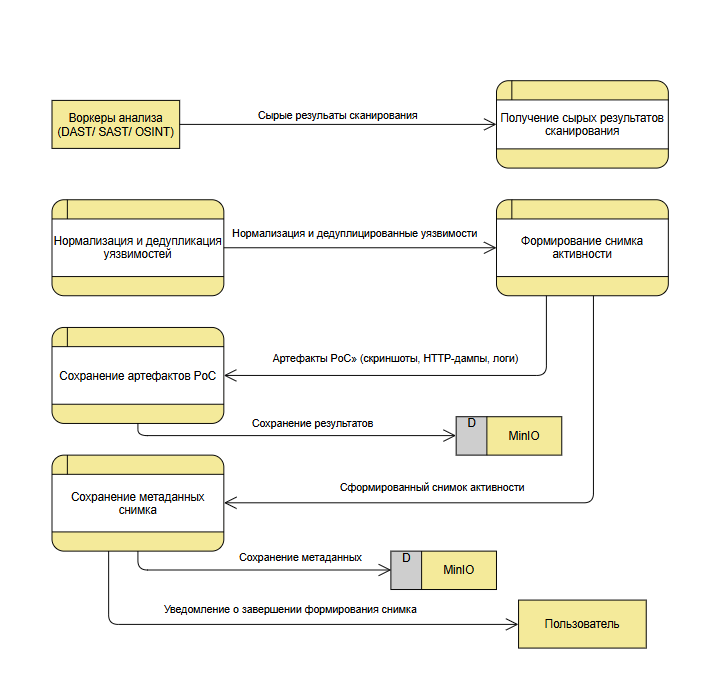 Воркеры анализа
(DAST/ SAST/ OSINT)
Сырые резульаты сканирования
Получение сырых результатов
сканирования
Нормализация и дедупликация
уязвимостей
Нормализация и дедуплицированные уязвимости
Формирование снимка
активности
Артефакты PoC» (скриншоты, HTTP-дампы, логи)
Сохранение артефактов PoC
Сохранение результатов
D
MinIO
Сохранение метаданных
снимка
Сформированный снимок активности
Сохранение метаданных
D
MinIO
Уведомление о завершении формирования снимка
Пользователь